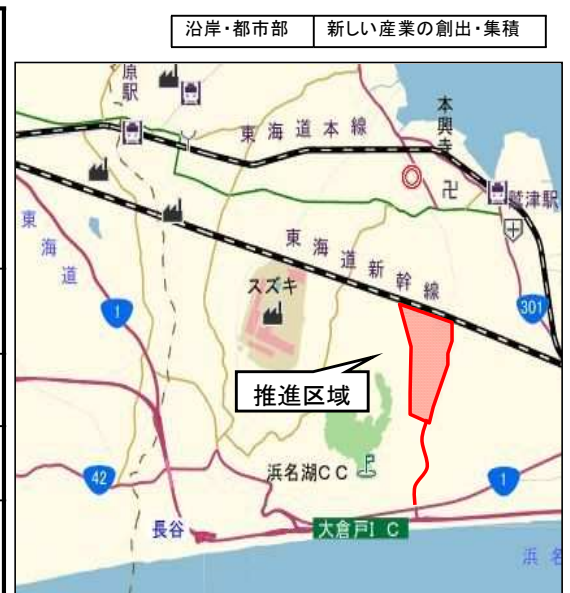 沿岸・都市部 新しい産業の創出・集積
原駅
東海道本線
本興寺
鷲津駅
東海道
東海道新幹線
スズキ
1
301
推進区域
浜名湖CC
42
1
長谷
大倉戸IC
浜名